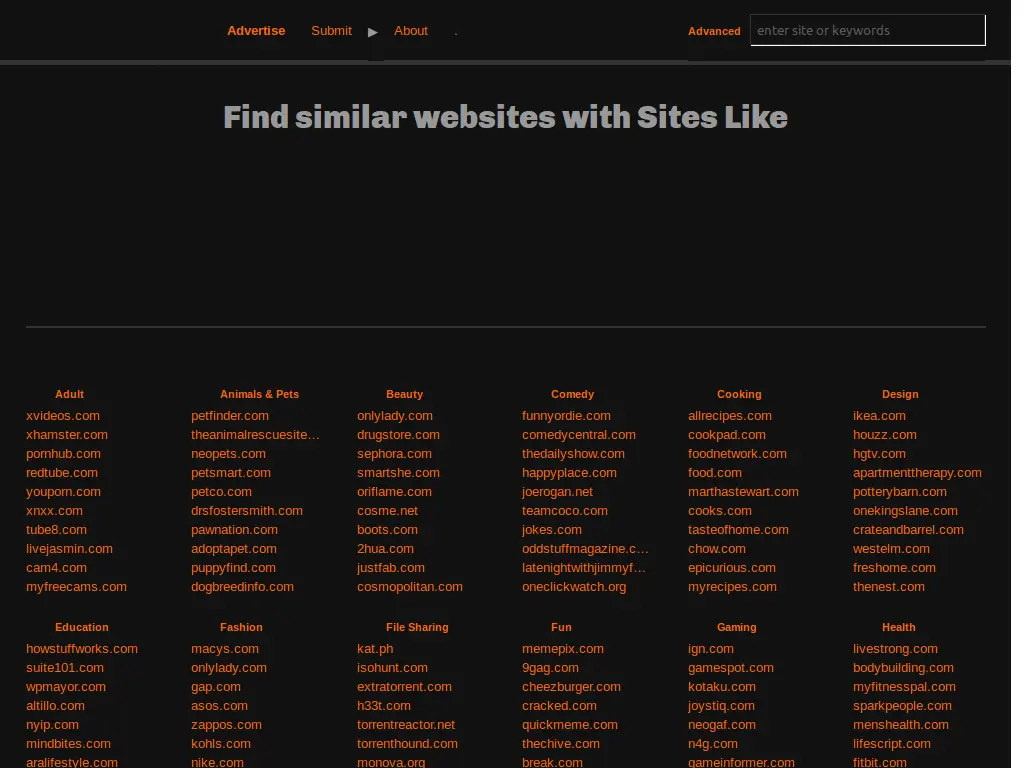 Advertise Submit ▶ About .
Advanced enter site or keywords
Find similar websites with Sites Like
Adult
xvideos.com
xhamster.com
pornhub.com
redtube.com
youporn.com
xnxx.com
tube8.com
livejasmin.com
cam4.com
myfreecams.com
Animals & Pets
petfinder.com
theanimalrescuesite...
neopets.com
petsmart.com
petco.com
drsfostersmith.com
pawnation.com
adoptapet.com
puppyfind.com
dogbreedinfo.com
Beauty
onlylady.com
drugstore.com
sephora.com
smartshe.com
oriflame.com
cosme.net
boots.com
2hua.com
justfab.com
cosmopolitan.com
Comedy
funnyordie.com
comedycentral.com
thedailyshow.com
happyplace.com
joerogan.net
teamcoco.com
jokes.com
oddstuffmagazine.c...
latenightwithjimmyf...
oneclickwatch.org
Cooking
allrecipes.com
cookpad.com
foodnetwork.com
food.com
marthastewart.com
cooks.com
tasteofhome.com
chow.com
epicurious.com
myrecipes.com
Design
ikea.com
houzz.com
hgtv.com
apartmenttherapy.com
potterybarn.com
onekingslane.com
crateandbarrel.com
westelm.com
freshome.com
thenest.com
Education
howstuffworks.com
suite101.com
wpmayor.com
altillo.com
nyip.com
mindbites.com
aralifestyle.com
Fashion
macys.com
onlylady.com
gap.com
asos.com
zappos.com
kohls.com
nike.com
File Sharing
kat.ph
isohunt.com
extratorrent.com
h33t.com
torrentreactor.net
torrenthound.com
monova.org
Fun
memepix.com
9gag.com
cheezburger.com
cracked.com
quickmeme.com
thechive.com
break.com
Gaming
ign.com
gamespot.com
kotaku.com
joystiq.com
neogaf.com
n4g.com
gameinformer.com
Health
livestrong.com
bodybuilding.com
myfitnesspal.com
sparkpeople.com
menshealth.com
lifescript.com
fitbit.com